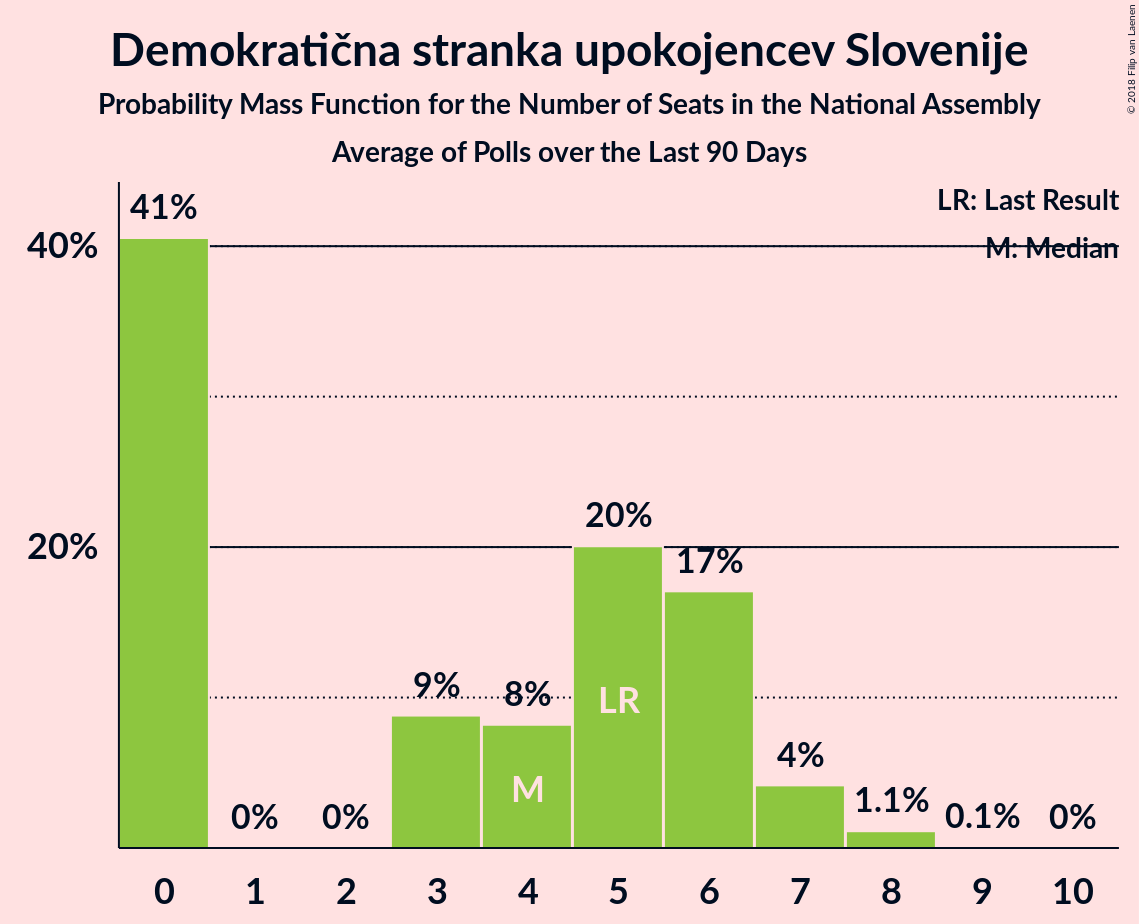 Demokratična stranka upokojencev Slovenije
Probability Mass Function for the Number of Seats in the National Assembly
Average of Polls over the Last 90 Days
© 2018 Filip van Laenen
LR: Last Result
M: Median
41%
40%
20%
20%
17%
9%
8%
LR
M
4%
0%
0%
1.1%
0.1%
0%
0 1 2 3 4 5 6 7 8 9 10